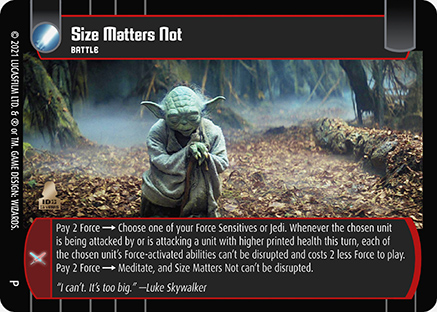 Size Matters Not
BATTLE
© 2021 LUCASFILM LTD. & ® or TM. GAME DESIGN: WIZARDS.
Pay 2 Force → Choose one of your Force Sensitives or Jedi. Whenever the chosen unit
is being attacked by or is attacking a unit with higher printed health this turn, each of
the chosen unit's Force-activated abilities can't be disrupted and costs 2 less Force to play.
Pay 2 Force → Meditate, and Size Matters Not can't be disrupted.
"I can't. It's too big." —Luke Skywalker
P